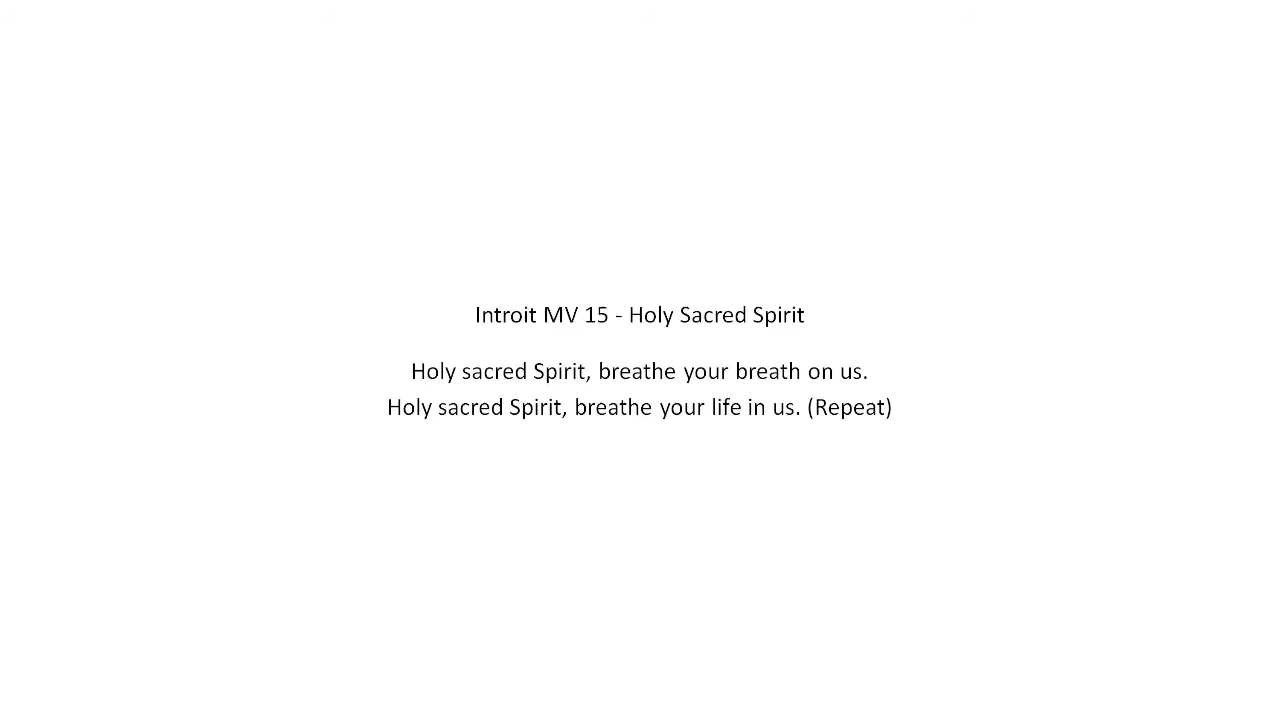 Introit MV 15 - Holy Sacred Spirit
Holy sacred Spirit, breathe your breath on us.
Holy sacred Spirit, breathe your life in us. (Repeat)